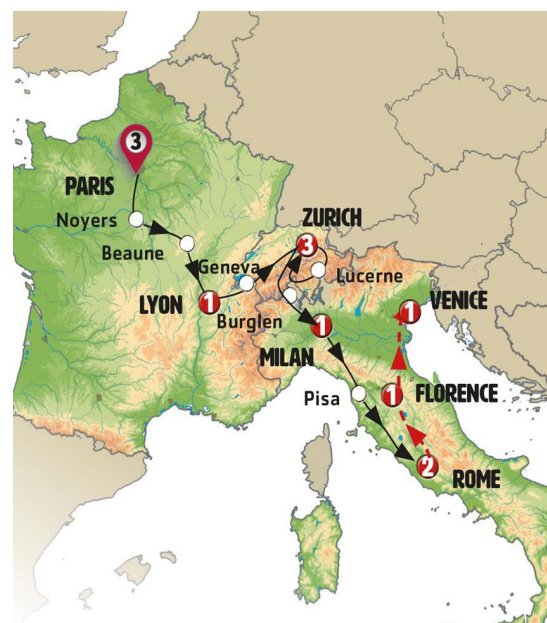 3
PARIS
Noyers
Beaune
ZURICH
3
Geneva
Lucerne
LYON
1
Burglen
VENICE
1
MILAN
1
Pisa
1
FLORENCE
2
ROME